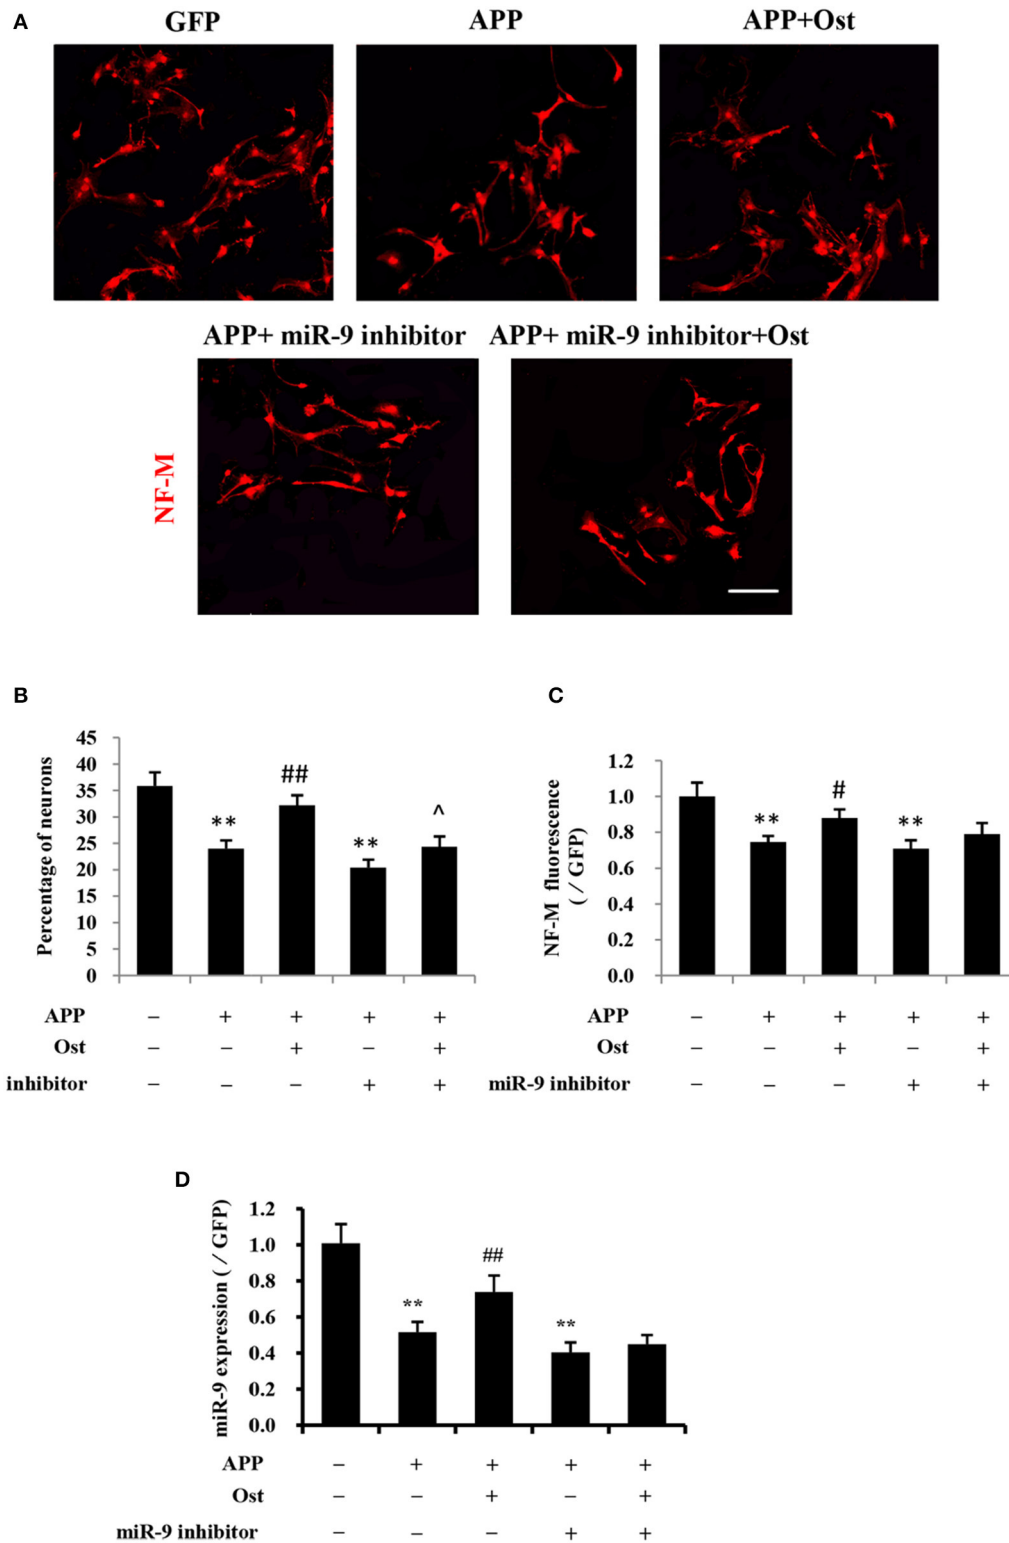 A
GFP APP APP+Ost
APP+ miR-9 inhibitor APP+ miR-9 inhibitor+Ost
NF-M
B
Percentage of neurons
45
40
35
30
25
20
15
10
5
0
** ## ** ^
APP – + + + +
Ost – – + – +
inhibitor – – – + +
C
NF-M fluorescence
( / GFP)
1.2
1.0
0.8
0.6
0.4
0.2
0.0
** # **
APP – + + + +
Ost – – + – +
miR-9 inhibitor – – – + +
D
miR-9 expression ( / GFP)
1.2
1.0
0.8
0.6
0.4
0.2
0.0
** ## **
APP – + + + +
Ost – – + – +
miR-9 inhibitor – – – + +